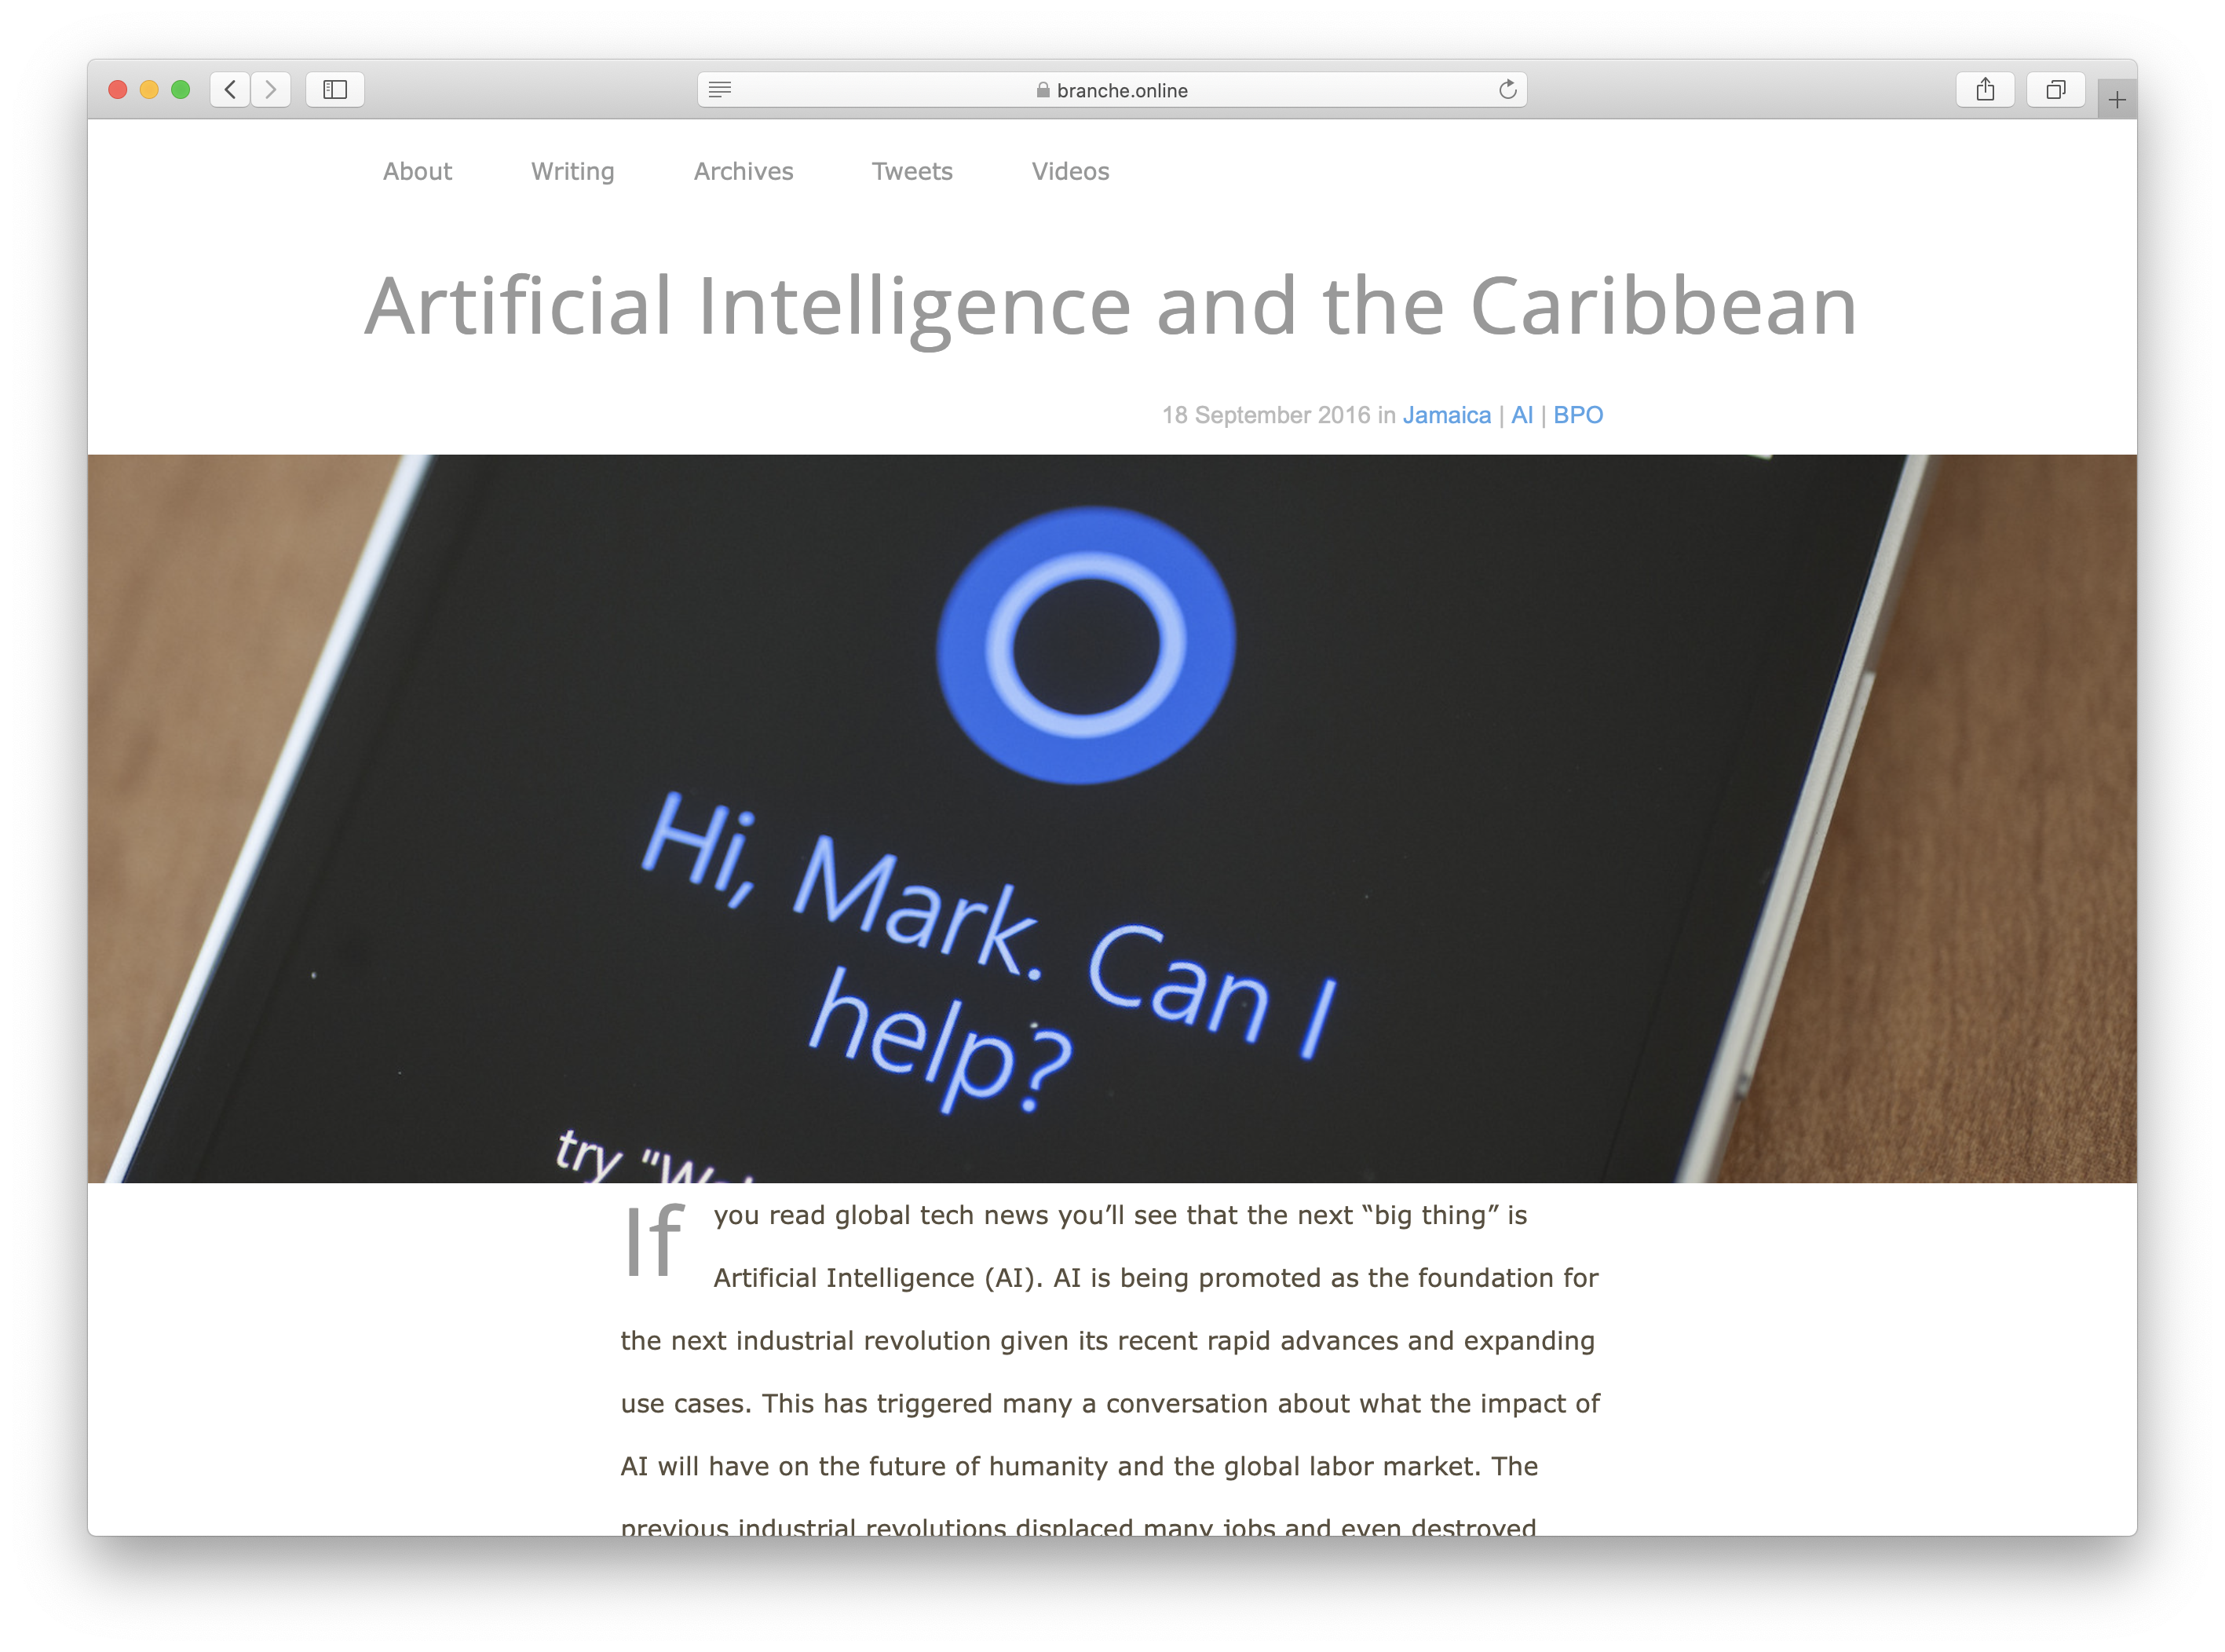 branche.online
About Writing Archives Tweets Videos
Artificial Intelligence and the Caribbean
18 September 2016 in Jamaica | AI | BPO
Hi, Mark. Can I
help?
try "W
If you read global tech news you’ll see that the next “big thing” is
Artificial Intelligence (AI). AI is being promoted as the foundation for
the next industrial revolution given its recent rapid advances and expanding
use cases. This has triggered many a conversation about what the impact of
AI will have on the future of humanity and the global labor market. The
previous industrial revolutions displaced many jobs and even destroyed